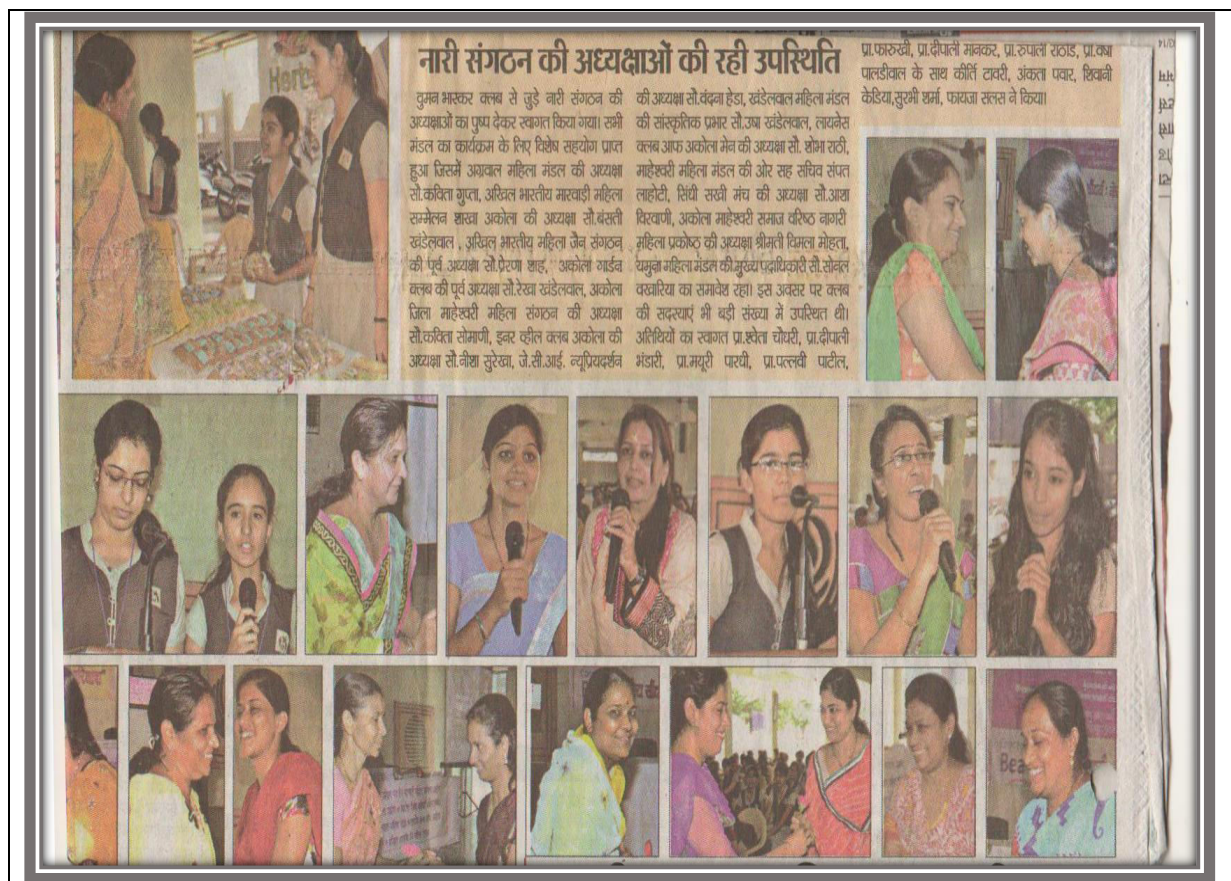 नारी संगठन की अध्यक्षाओं की रही उपस्थिति
वुमन भास्कर क्लब से जुड़े नारी संगठन की
अध्यक्षाओं का पुष्प देकर स्वागत किया गया। सभी
मंडल का कार्यक्रम के लिए विशेष सहयोग प्राप्त
हुआ जिसमें अग्रवाल महिला मंडल की अध्यक्षा
सौ.कविता गुप्ता, अखिल भारतीय मारवाड़ी महिला
सम्मेलन शाखा अकोला की अध्यक्षा सौ.बंसती
खंडेलवाल , अखिल भारतीय महिला जैन संगठन
की पूर्व अध्यक्षा सौ.प्रेरणा शाह, अकोला गार्डन
क्लब की पूर्व अध्यक्षा सौ.रेखा खंडेलवाल, अकोला
जिला माहेश्वरी महिला संगठन की अध्यक्षा
सौ.कविता सोमाणी, इनर व्हील क्लब अकोला की
अध्यक्षा सौ.नीशा सुरेखा, जे.सी.आई. न्यूप्रियदर्शन
की अध्यक्षा सौ.वंदना हेडा, खंडेलवाल महिला मंडल
की सांस्कृतिक प्रभार सौ.उषा खंडेलवाल, लायनेस
क्लब आफ अकोला मेन की अध्यक्षा सौ. शोभा राठी,
माहेश्वरी महिला मंडल की ओर सह सचिव संपत
लाहोटी, सिंधी सखी मंच की अध्यक्षा सौ.आशा
विरवाणी, अकोला माहेश्वरी समाज वरिष्ठ नागरी
महिला प्रकोष्ठ की अध्यक्षा श्रीमती विमला मोहता,
यमुना महिला मंडल की मुख्य पदाधिकारी सौ.सोनल
वखारिया का समावेश रहा। इस अवसर पर क्लब
की सदस्याएं भी बड़ी संख्या में उपस्थित थी।
अतिथियों का स्वागत प्रा.श्वेता चौधरी, प्रा.दीपाली
भंडारी, प्रा.मयूरी पारधी, प्रा.पल्लवी पाटील,
प्रा.फारुखी, प्रा.दीपाली मानकर, प्रा.रुपाली राठोड, प्रा.वर्षा
पालडीवाल के साथ कीर्ति टावरी, अंकता पवार, शिवानी
केडिया,सुरभी शर्मा, फायजा सलस ने किया।
Herb
Bea